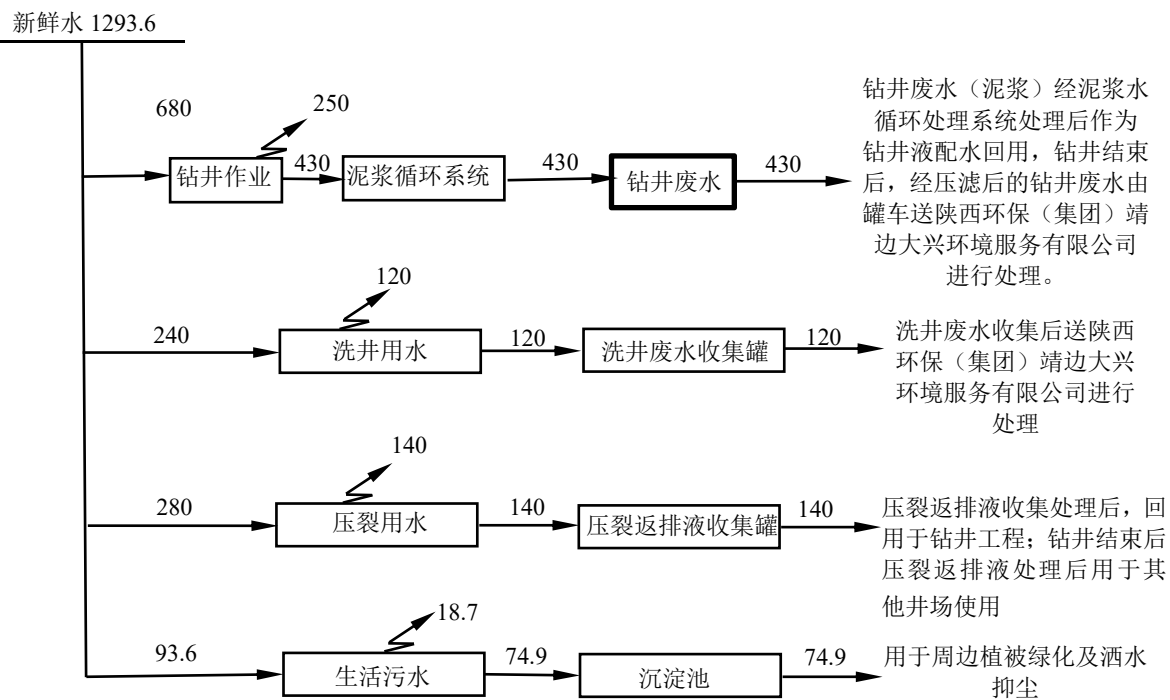 新鲜水 1293.6
680
250
钻井作业
430
泥浆循环系统
430
钻井废水
430
钻井废水（泥浆）经泥浆水
循环处理系统处理后作为
钻井液配水回用，钻井结束
后，经压滤后的钻井废水由
罐车送陕西环保（集团）靖
边大兴环境服务有限公司
进行处理。
240
120
洗井用水
120
洗井废水收集罐
120
洗井废水收集后送陕西
环保（集团）靖边大兴
环境服务有限公司进行
处理
280
140
压裂用水
140
压裂返排液收集罐
140
压裂返排液收集处理后，回
用于钻井工程；钻井结束后
压裂返排液处理后用于其
他井场使用
93.6
18.7
生活污水
74.9
沉淀池
74.9
用于周边植被绿化及洒水
抑尘